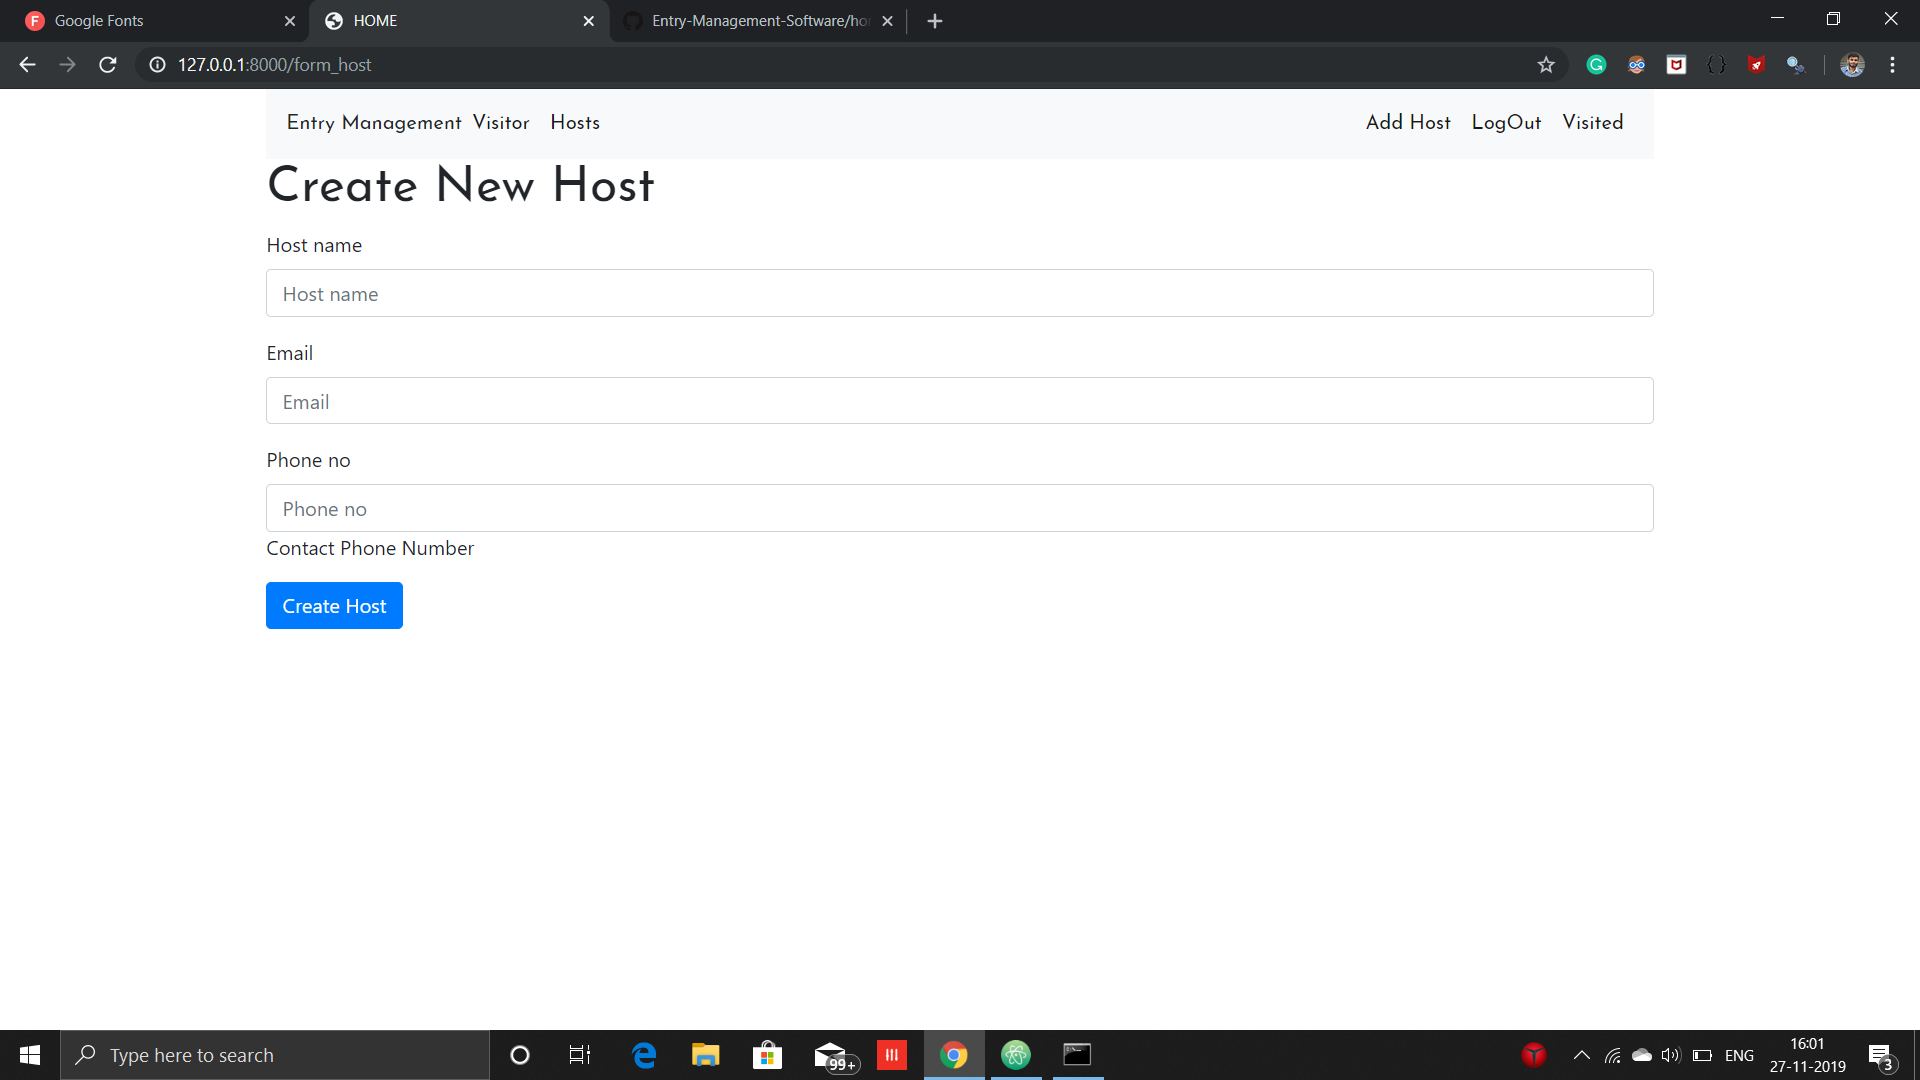 Google Fonts
HOME
Entry-Management-Software/ho
127.0.0.1:8000/form_host
Entry Management Visitor Hosts Add Host LogOut Visited
Create New Host
Host name
Host name
Email
Email
Phone no
Phone no
Contact Phone Number
Create Host
Type here to search
99+
ENG
16:01
27-11-2019
3